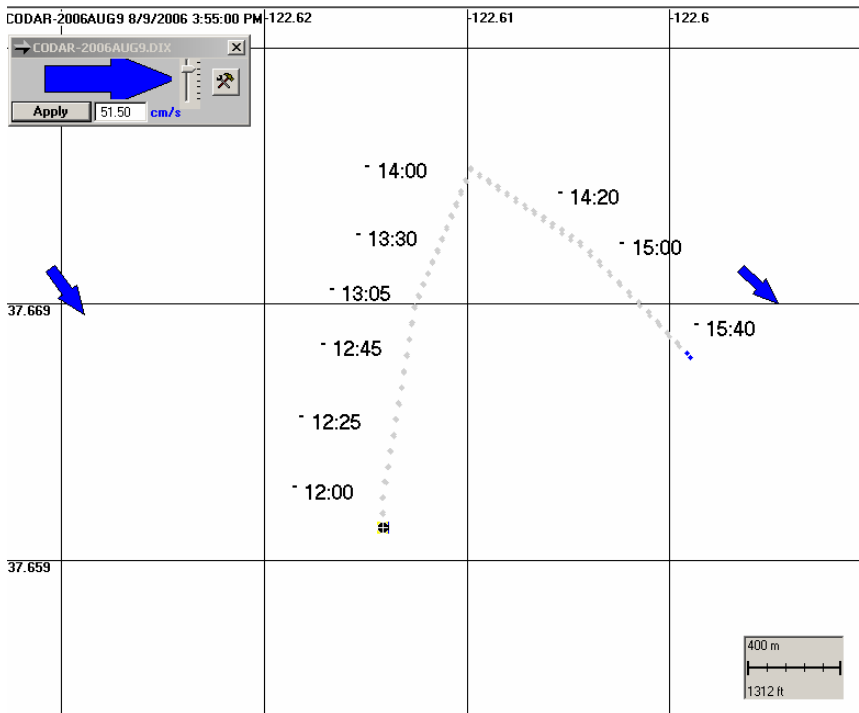 CODAR-2006AUG9 8/9/2006 3:55:00 PM -122.62 -122.61 -122.6
CODAR-2006AUG9.DIX
Apply 51.50 cm/s
- 14:00
- 14:20
- 13:30
- 15:00
- 13:05
37.669
- 15:40
- 12:45
- 12:25
- 12:00
37.659
400 m
1312 ft